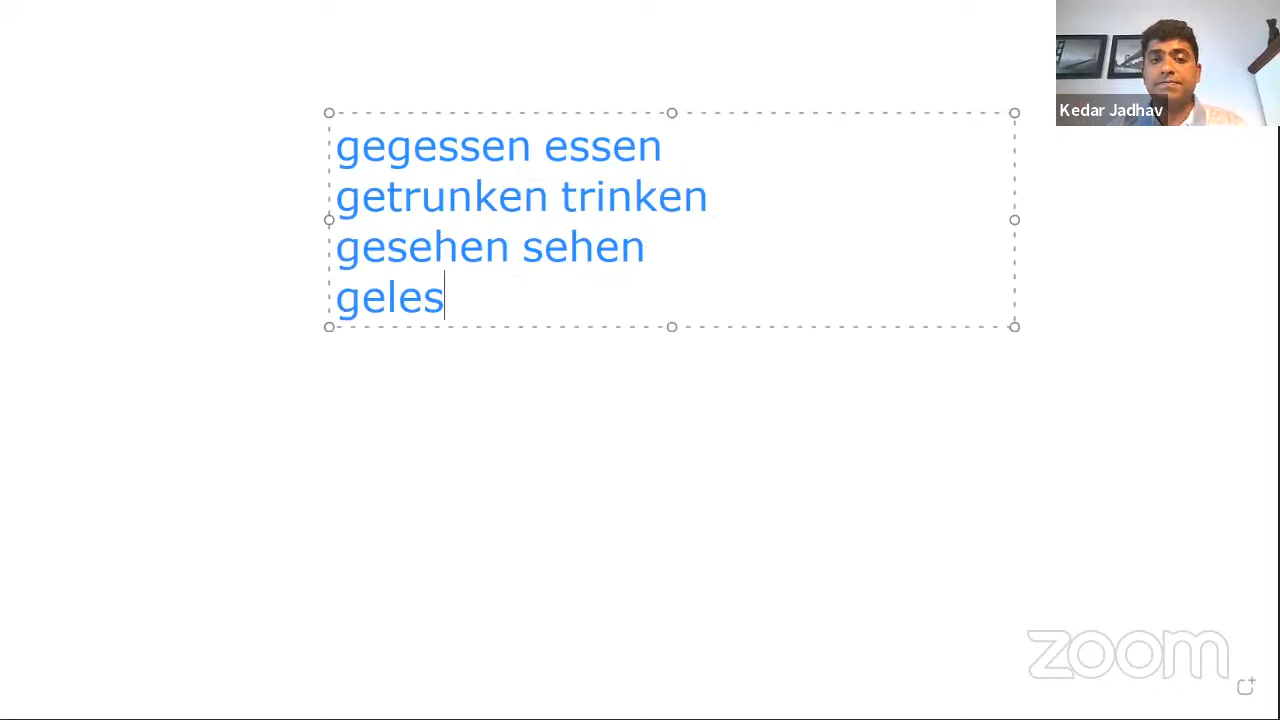 Kedar Jadhav
gegessen essen
getrunken trinken
gesehen sehen
geles
zoom